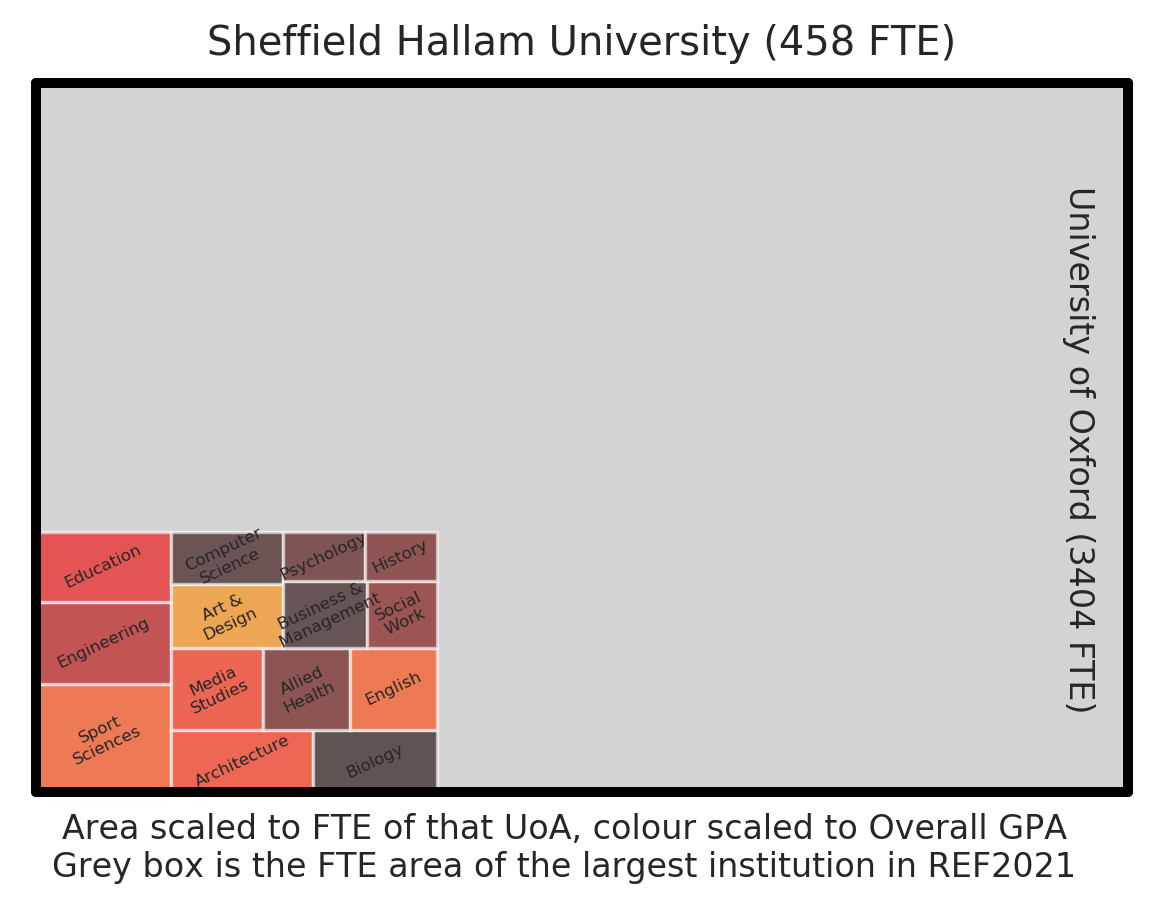 Sheffield Hallam University (458 FTE)
University of Oxford (3404 FTE)
Education
Computer
Science
Psychology
History
Engineering
Art &
Design
Business &
Management
Social
Work
Sport
Sciences
Media
Studies
Allied
Health
English
Architecture
Biology
Area scaled to FTE of that UoA, colour scaled to Overall GPA
Grey box is the FTE area of the largest institution in REF2021